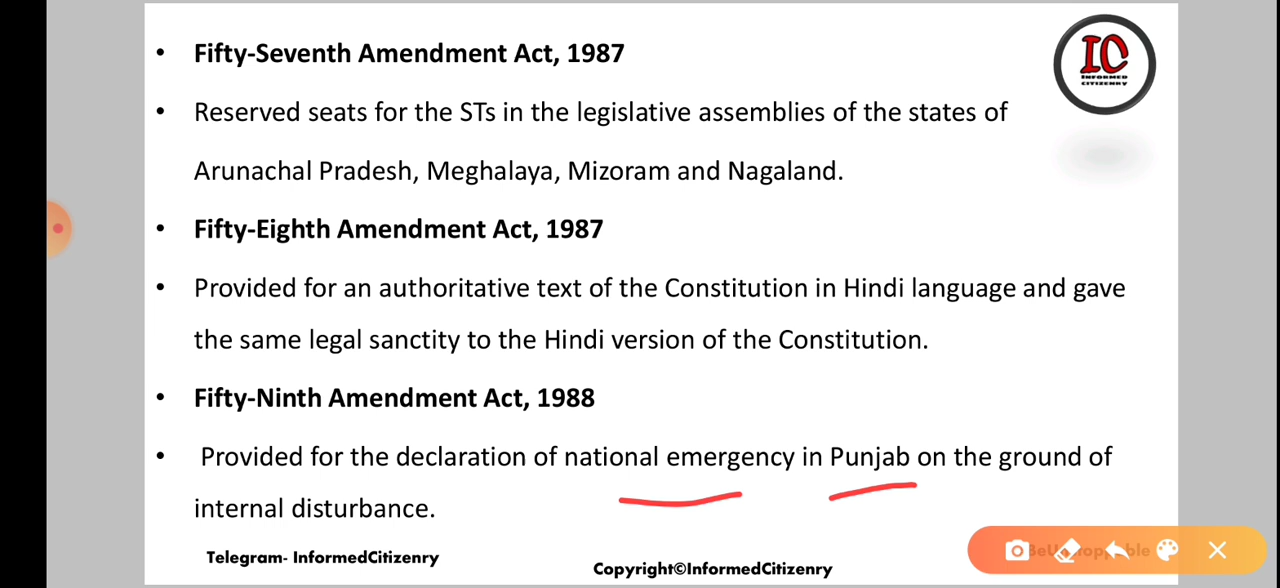 Fifty-Seventh Amendment Act, 1987
IC
INFORMED
CITIZENRY
Reserved seats for the STs in the legislative assemblies of the states of
Arunachal Pradesh, Meghalaya, Mizoram and Nagaland.
Fifty-Eighth Amendment Act, 1987
Provided for an authoritative text of the Constitution in Hindi language and gave
the same legal sanctity to the Hindi version of the Constitution.
Fifty-Ninth Amendment Act, 1988
Provided for the declaration of national emergency in Punjab on the ground of
internal disturbance.
Telegram- InformedCitizenry
Copyright©InformedCitizenry